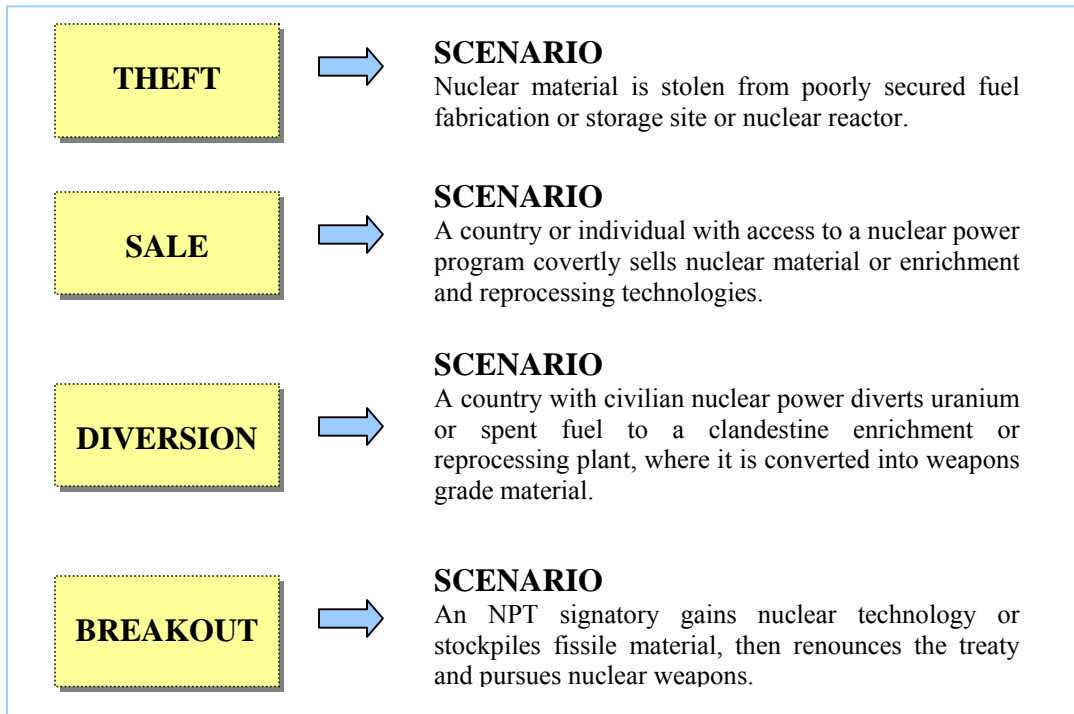 THEFT
SCENARIO
Nuclear material is stolen from poorly secured fuel
fabrication or storage site or nuclear reactor.
SALE
SCENARIO
A country or individual with access to a nuclear power
program covertly sells nuclear material or enrichment
and reprocessing technologies.
DIVERSION
SCENARIO
A country with civilian nuclear power diverts uranium
or spent fuel to a clandestine enrichment or
reprocessing plant, where it is converted into weapons
grade material.
BREAKOUT
SCENARIO
An NPT signatory gains nuclear technology or
stockpiles fissile material, then renounces the treaty
and pursues nuclear weapons.